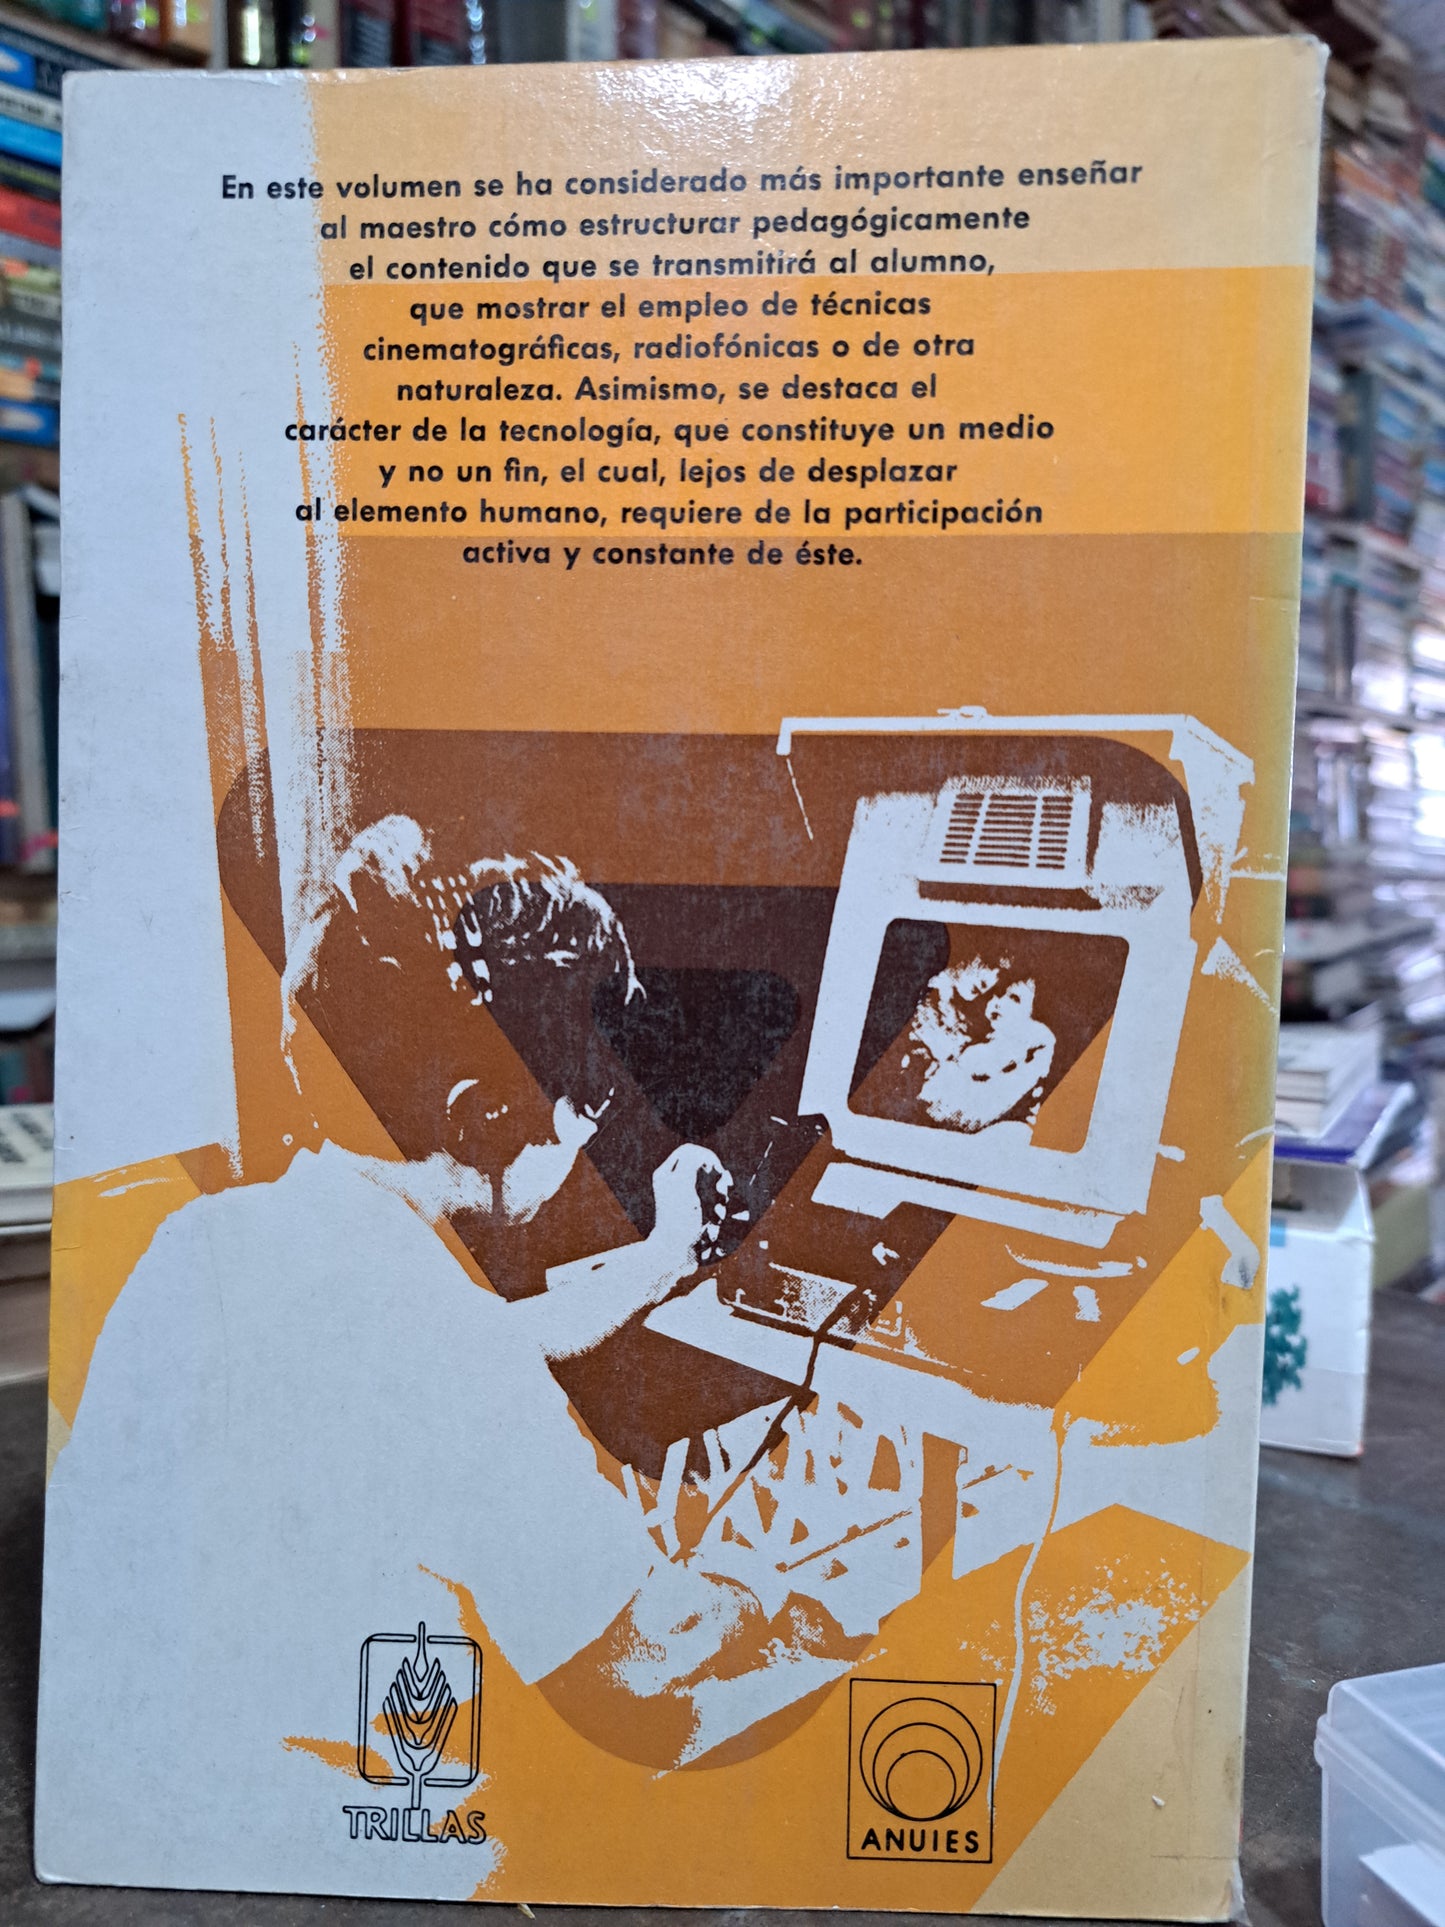 En este volumen se ha considerado más importante enseñar
al maestro cómo estructurar pedagógicamente
el contenido que se transmitirá al alumno,
que mostrar el empleo de técnicas
cinematográficas, radiofónicas o de otra
naturaleza. Asimismo, se destaca el
carácter de la tecnología, que constituye un medio
y no un fin, el cual, lejos de desplazar
al elemento humano, requiere de la participación
activa y constante de éste.
TRILLAS
ANUIES